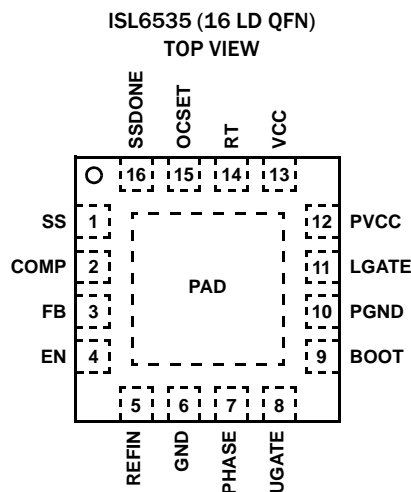 ISL6535 (16 LD QFN)
TOP VIEW
SSDONE
OCSET
RT
VCC
16 15 14 13
SS 1 12 PVCC
COMP 2 11 LGATE
PAD
FB 3 10 PGND
EN 4 9 BOOT
5 6 7 8
REFIN
GND
PHASE
UGATE